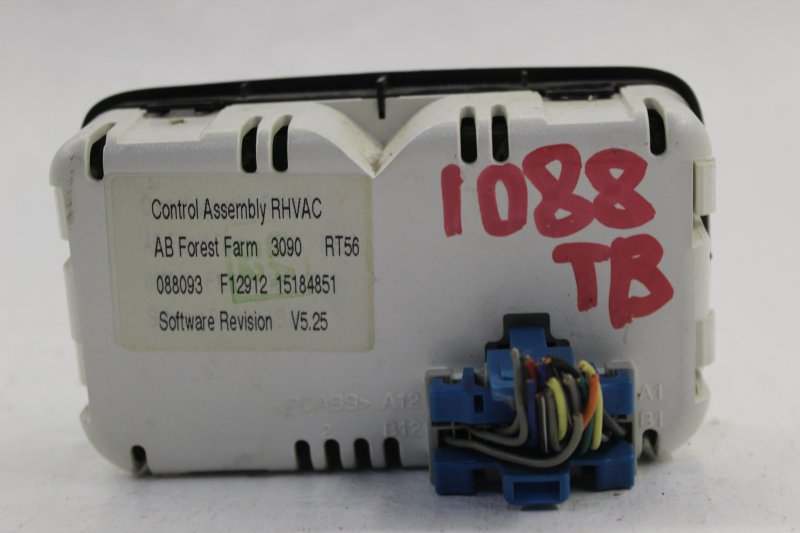 Control Assembly RHVAC
AB Forest Farm 3090 RT56
088093 F12912 15184851
Software Revision V5.25
1088
TB
A12
B12
A1
B1